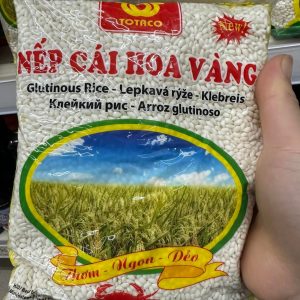 TOTACO
New!
NẾP CÁI HOA VÀNG
Glutinous Rice - Lepkavá rýže - Klebreis
Клейкий рис - Arroz glutinoso
Thơm - Ngon - Dẻo